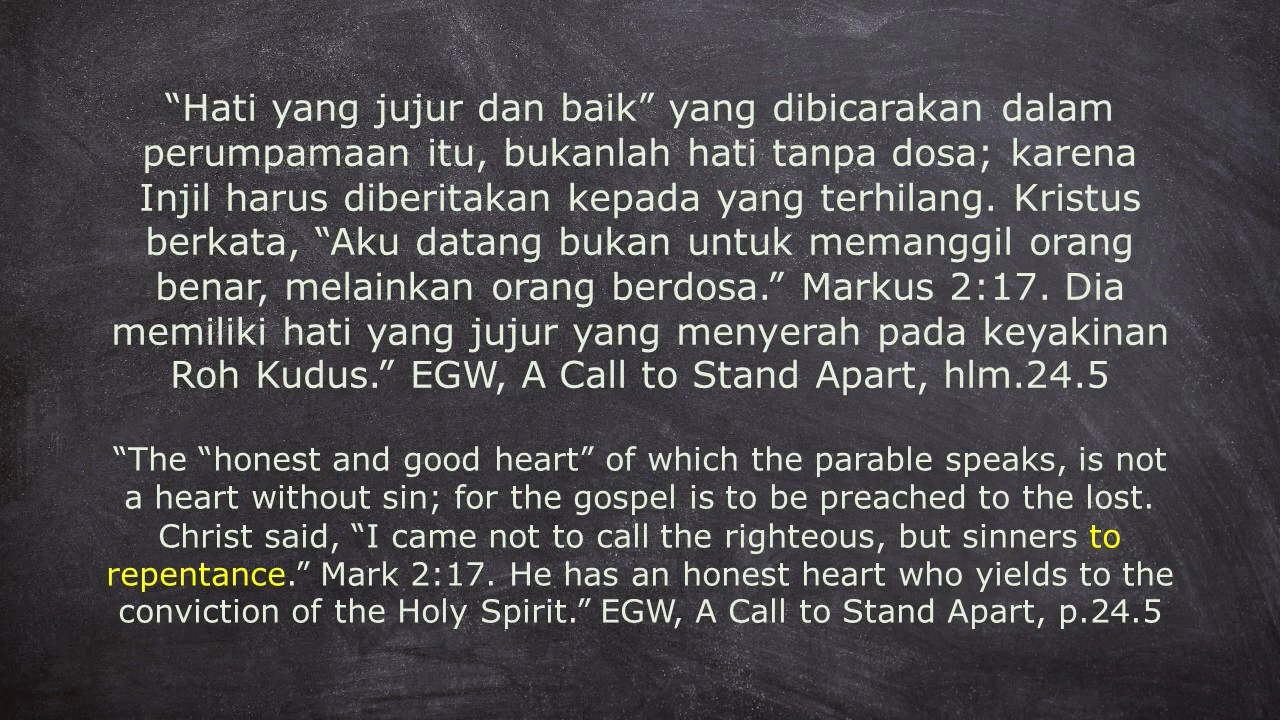 “Hati yang jujur dan baik” yang dibicarakan dalam
perumpamaan itu, bukanlah hati tanpa dosa; karena
Injil harus diberitakan kepada yang terhilang. Kristus
berkata, “Aku datang bukan untuk memanggil orang
benar, melainkan orang berdosa.” Markus 2:17. Dia
memiliki hati yang jujur yang menyerah pada keyakinan
Roh Kudus.” EGW, A Call to Stand Apart, hlm.24.5
“The “honest and good heart” of which the parable speaks, is not
a heart without sin; for the gospel is to be preached to the lost.
Christ said, “I came not to call the righteous, but sinners to
repentance.” Mark 2:17. He has an honest heart who yields to the
conviction of the Holy Spirit.” EGW, A Call to Stand Apart, p.24.5